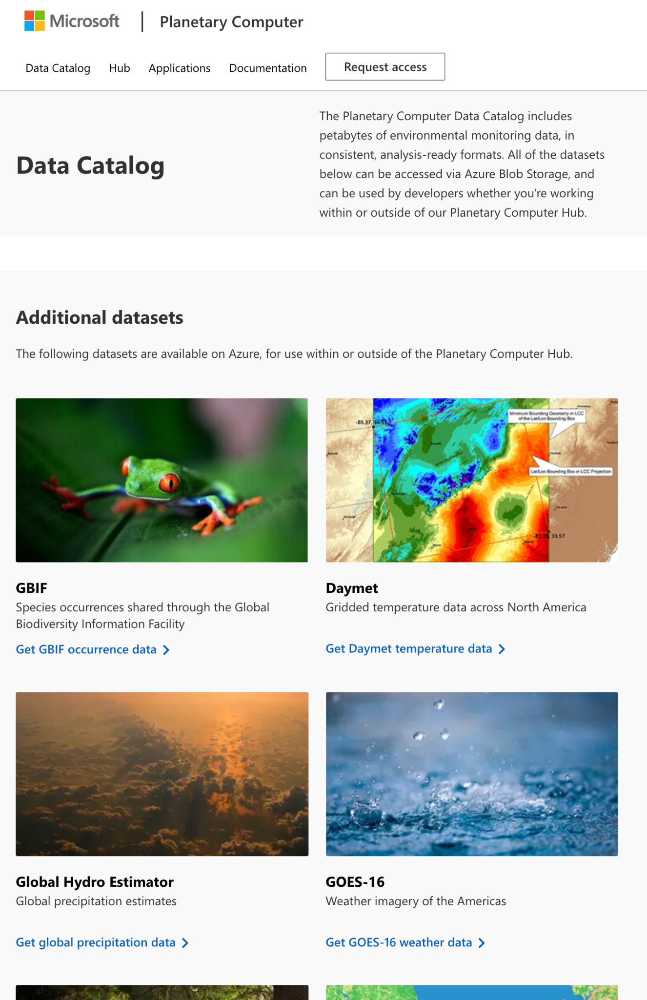 Microsoft | Planetary Computer
Data Catalog Hub Applications Documentation Request access
Data Catalog
The Planetary Computer Data Catalog includes
petabytes of environmental monitoring data, in
consistent, analysis-ready formats. All of the datasets
below can be accessed via Azure Blob Storage, and
can be used by developers whether you're working
within or outside of our Planetary Computer Hub.
Additional datasets
The following datasets are available on Azure, for use within or outside of the Planetary Computer Hub.
Minimum Bounding Geometry in LCC
of the Lat/Lon Bounding Box
Lat/Lon Bounding Box in LCC Projection
-81.29, 33.57
GBIF
Species occurrences shared through the Global
Biodiversity Information Facility
Get GBIF occurrence data
Daymet
Gridded temperature data across North America
Get Daymet temperature data
Global Hydro Estimator
Global precipitation estimates
Get global precipitation data
GOES-16
Weather imagery of the Americas
Get GOES-16 weather data